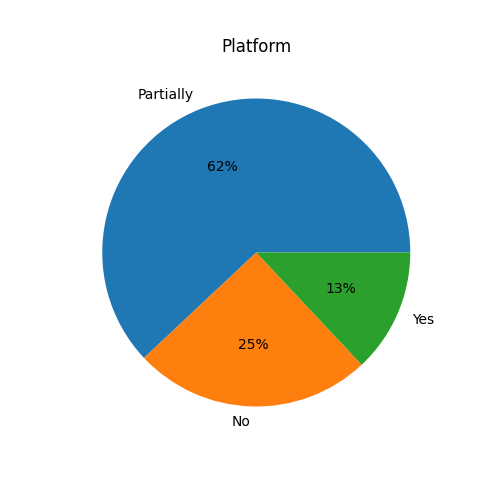 Platform
Partially
62%
13%
Yes
25%
No